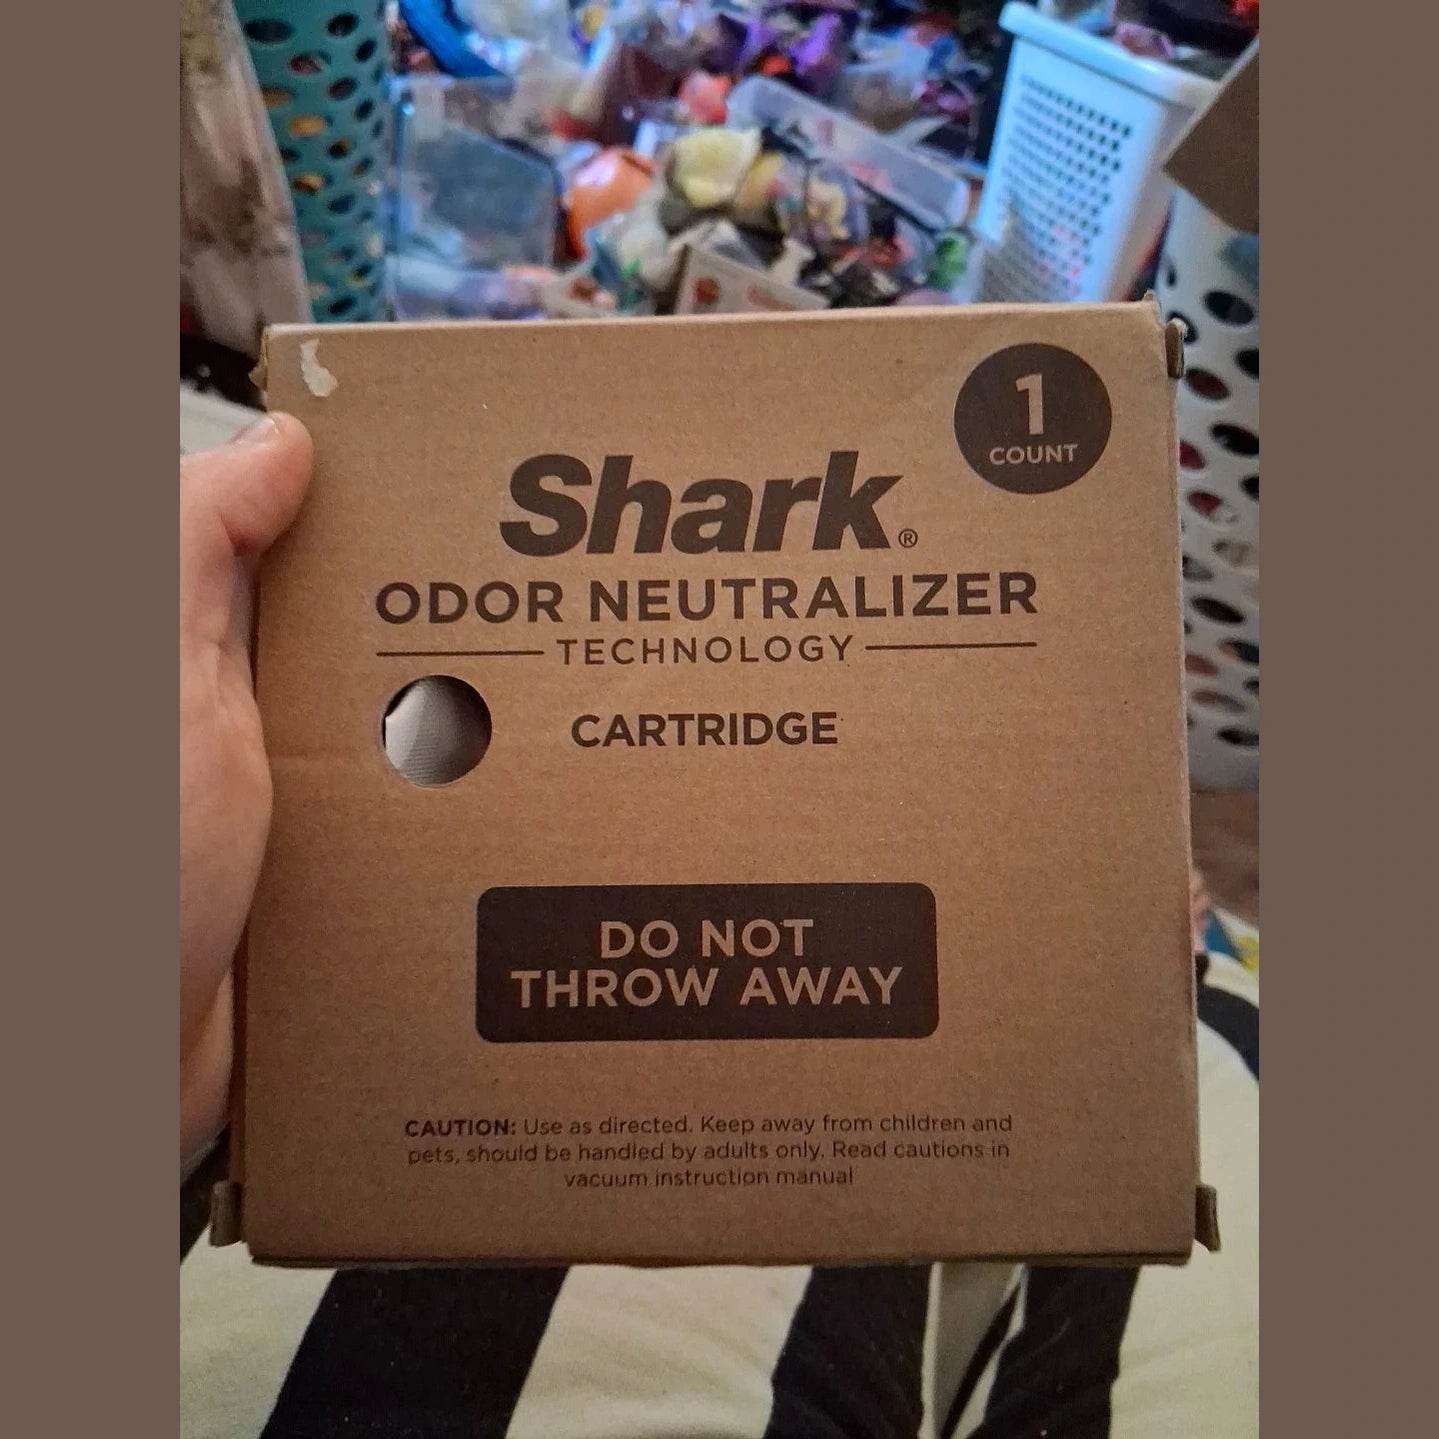 1
COUNT
Shark®
ODOR NEUTRALIZER
TECHNOLOGY
CARTRIDGE
DO NOT
THROW AWAY
CAUTION: Use as directed. Keep away from children and
pets, should be handled by adults only. Read cautions in
vacuum instruction manual